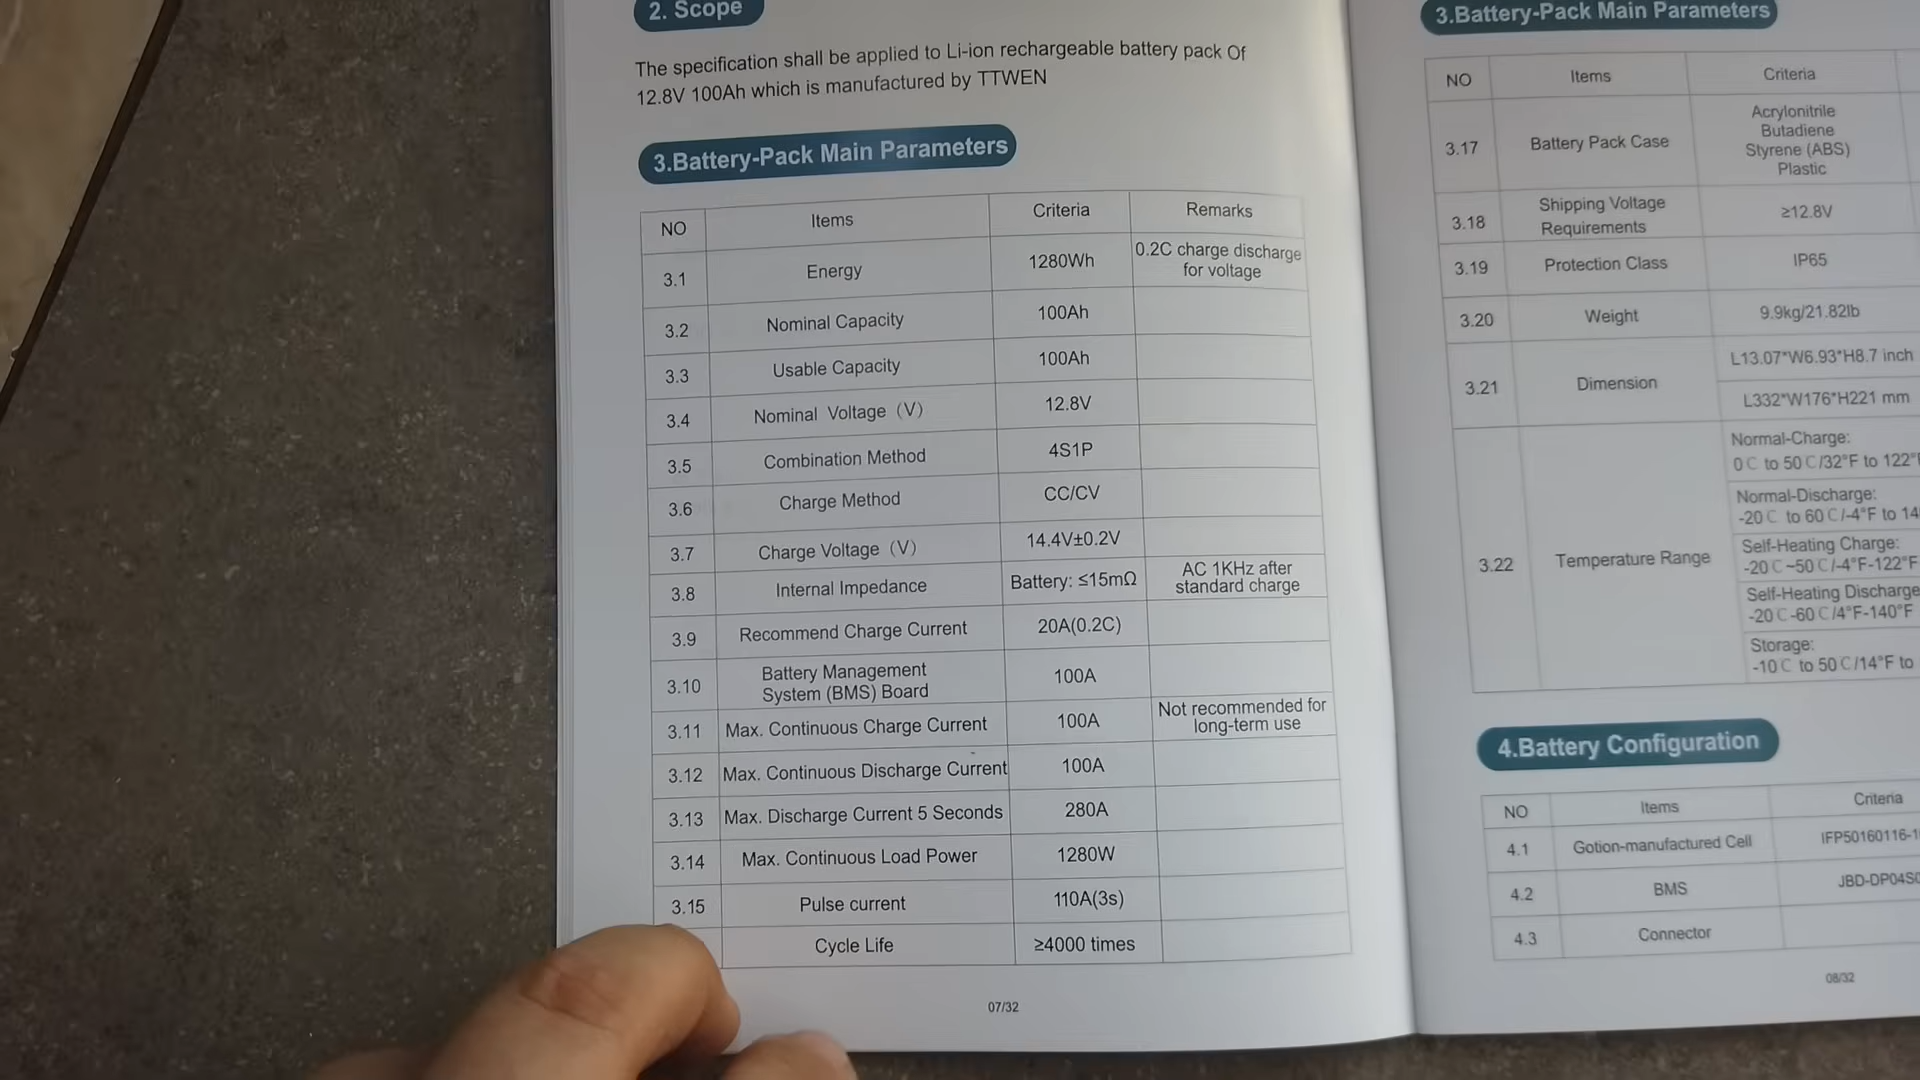 2. Scope
The specification shall be applied to Li-ion rechargeable battery pack Of
12.8V 100Ah which is manufactured by TTWEN
3.Battery-Pack Main Parameters
NO Items Criteria Remarks
3.1 Energy 1280Wh 0.2C charge discharge
for voltage
3.2 Nominal Capacity 100Ah
3.3 Usable Capacity 100Ah
3.4 Nominal Voltage（V） 12.8V
3.5 Combination Method 4S1P
3.6 Charge Method CC/CV
3.7 Charge Voltage（V） 14.4V±0.2V
3.8 Internal Impedance Battery: ≤15mΩ AC 1KHz after
standard charge
3.9 Recommend Charge Current 20A(0.2C)
3.10 Battery Management
System (BMS) Board 100A
3.11 Max. Continuous Charge Current 100A Not recommended for
long-term use
3.12 Max. Continuous Discharge Current 100A
3.13 Max. Discharge Current 5 Seconds 280A
3.14 Max. Continuous Load Power 1280W
3.15 Pulse current 110A(3s)
Cycle Life ≥4000 times
07/32
3.Battery-Pack Main Parameters
NO Items Criteria
3.17 Battery Pack Case Acrylonitrile
Butadiene
Styrene (ABS)
Plastic
3.18 Shipping Voltage
Requirements ≥12.8V
3.19 Protection Class IP65
3.20 Weight 9.9kg/21.82lb
3.21 Dimension L13.07*W6.93*H8.7 inch
L332*W176*H221 mm
3.22 Temperature Range Normal-Charge:
0℃ to 50℃/32°F to 122°
Normal-Discharge:
-20℃ to 60℃/-4°F to 14
Self-Heating Charge:
-20℃~50℃/-4°F-122°F
Self-Heating Discharge
-20℃-60℃/4°F-140°F
Storage:
-10℃ to 50℃/14°F to
4.Battery Configuration
NO Items Criteria
4.1 Gotion-manufactured Cell IFP50160116-1
4.2 BMS JBD-DP04S
4.3 Connector
08/32